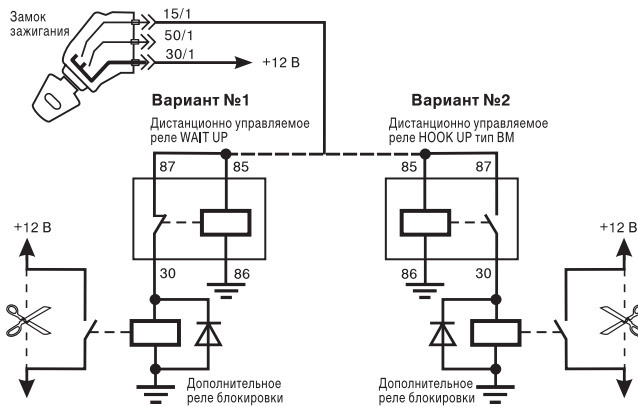 Замок
зажигания
15/1
50/1
30/1
+12 В
Вариант №1
Дистанционно управляемое
реле WAIT UP
Вариант №2
Дистанционно управляемое
реле HOOK UP тип ВМ
87
85
85
87
30
86
86
30
+12 В
+12 В
Дополнительное
реле блокировки
Дополнительное
реле блокировки